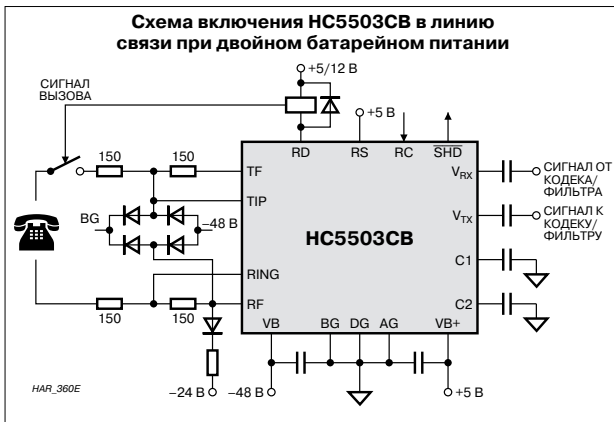 Схема включения HC5503CB в линию
связи при двойном батарейном питании
+5/12 В
СИГНАЛ
ВЫЗОВА
+5 В
150
150
RD
RS
RC
SHD
TF
TIP
BG
−48 В
RING
RF
150
150
HC5503CB
VRX
СИГНАЛ ОТ
КОДЕКА/
ФИЛЬТРА
VTX
СИГНАЛ К
КОДЕКУ/
ФИЛЬТРУ
C1
C2
VB
BG
DG
AG
VB+
HAR_360E
−24 В
−48 В
+5 В